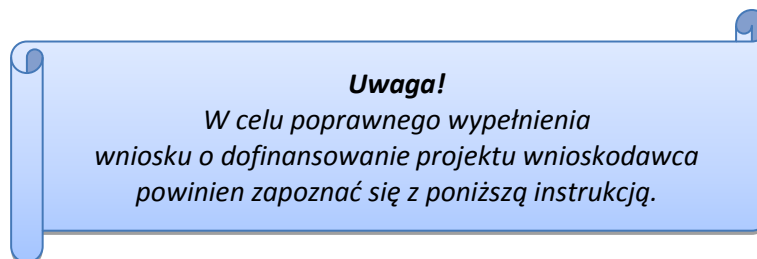 Uwaga!
W celu poprawnego wypełnienia
wniosku o dofinansowanie projektu wnioskodawca
powinien zapoznać się z poniższą instrukcją.